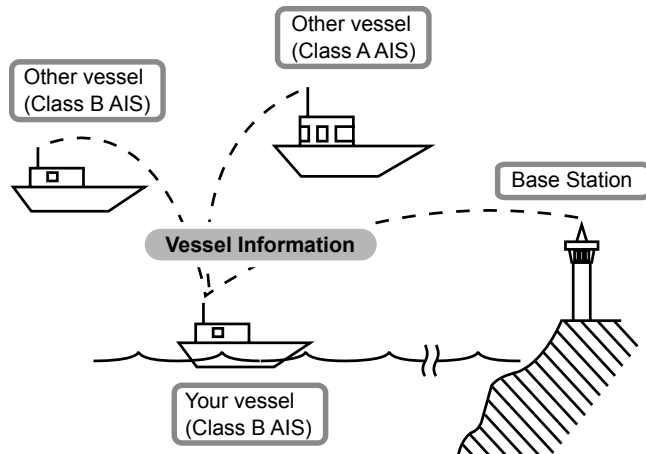 Other vessel
(Class A AIS)
Other vessel
(Class B AIS)
Base Station
Vessel Information
Your vessel
(Class B AIS)